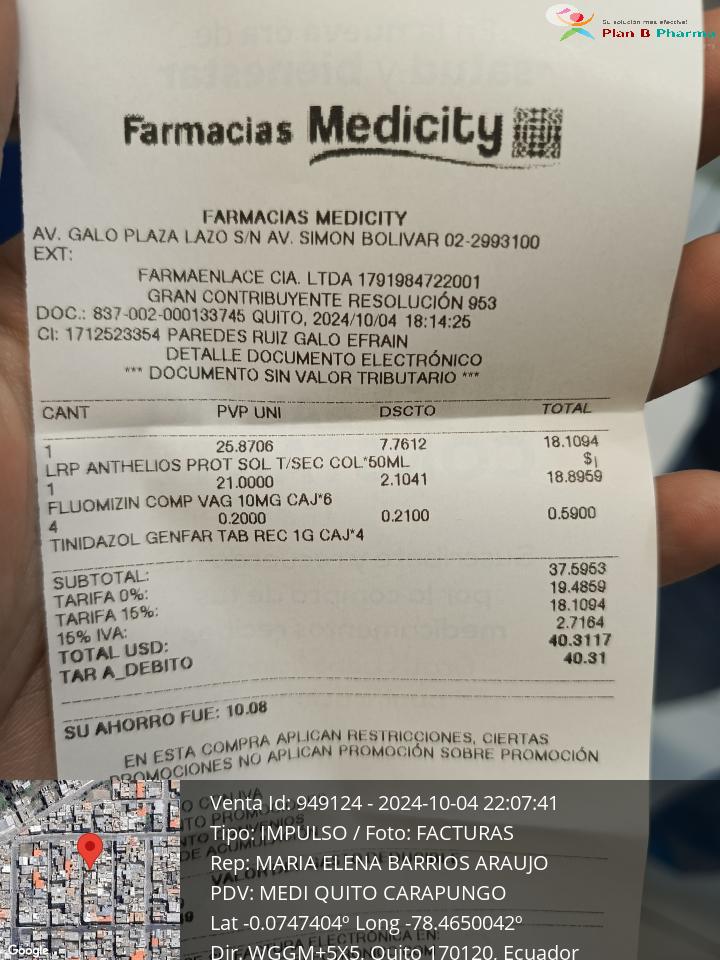 Su solución más efectiva!
Plan B Pharma
Farmacias Medicity
FARMACIAS MEDICITY
AV. GALO PLAZA LAZO S/N AV. SIMON BOLIVAR 02-2993100
EXT:
FARMAENLACE CIA. LTDA 1791984722001
GRAN CONTRIBUYENTE RESOLUCIÓN 953
DOC.: 837-002-000133745 QUITO, 2024/10/04 18:14:25
CI: 1712523354 PAREDES RUIZ GALO EFRAIN
DETALLE DOCUMENTO ELECTRÓNICO
*** DOCUMENTO SIN VALOR TRIBUTARIO ***
CANT PVP UNI DSCTO TOTAL
1 25.8706 7.7612 18.1094
LRP ANTHELIOS PROT SOL T/SEC COL*50ML $¡
1 21.0000 2.1041 18.8959
FLUOMIZIN COMP VAG 10MG CAJ*6
4 0.2000 0.2100 0.5900
TINIDAZOL GENFAR TAB REC 1G CAJ*4
SUBTOTAL: 37.5953
TARIFA 0%: 19.4859
TARIFA 15%: 18.1094
15% IVA: 2.7164
TOTAL USD: 40.3117
TAR A_DEBITO 40.31
SU AHORRO FUE: 10.08
EN ESTA COMPRA APLICAN RESTRICCIONES, CIERTAS
PROMOCIONES NO APLICAN PROMOCIÓN SOBRE PROMOCIÓN
Venta Id: 949124 - 2024-10-04 22:07:41
Tipo: IMPULSO / Foto: FACTURAS
Rep: MARIA ELENA BARRIOS ARAUJO
PDV: MEDI QUITO CARAPUNGO
Lat -0.0747404º Long -78.4650042º
Dir. WGGM+5X5, Quito 170120, Ecuador
Google